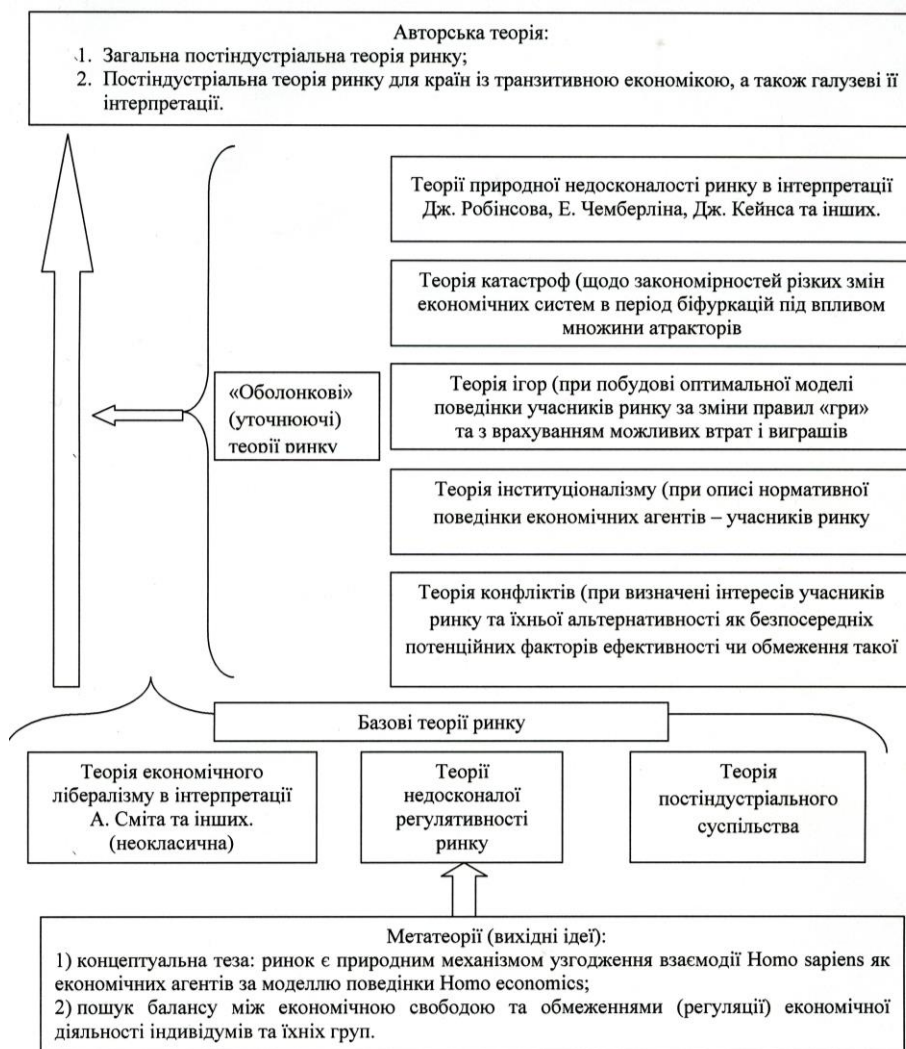 Авторська теорія:
1. Загальна постіндустріальна теорія ринку;
2. Постіндустріальна теорія ринку для країн із транзитивною економікою, а також галузеві її
інтерпретації.
Теорії природної недосконалості ринку в інтерпретації
Дж. Робінсова, Е. Чемберліна, Дж. Кейнса та інших.
Теорія катастроф (щодо закономірностей різких змін
економічних систем в період біфуркацій під впливом
множини атракторів
«Оболонкові»
(уточнюючі)
теорії ринку
Теорія ігор (при побудові оптимальної моделі
поведінки учасників ринку за зміни правил «гри»
та з врахуванням можливих втрат і виграшів
Теорія інституціоналізму (при описі нормативної
поведінки економічних агентів – учасників ринку
Теорія конфліктів (при визначені інтересів учасників
ринку та їхньої альтернативності як безпосередніх
потенційних факторів ефективності чи обмеження такої
Базові теорії ринку
Теорія економічного
лібералізму в інтерпретації
А. Сміта та інших.
(неокласична)
Теорії
недосконалої
регулятивності
ринку
Теорія
постіндустріального
суспільства
Метатеорії (вихідні ідеї):
1) концептуальна теза: ринок є природним механізмом узгодження взаємодії Homo sapiens як
економічних агентів за моделлю поведінки Homo economics;
2) пошук балансу між економічною свободою та обмеженнями (регуляції) економічної
діяльності індивідумів та їхніх груп.